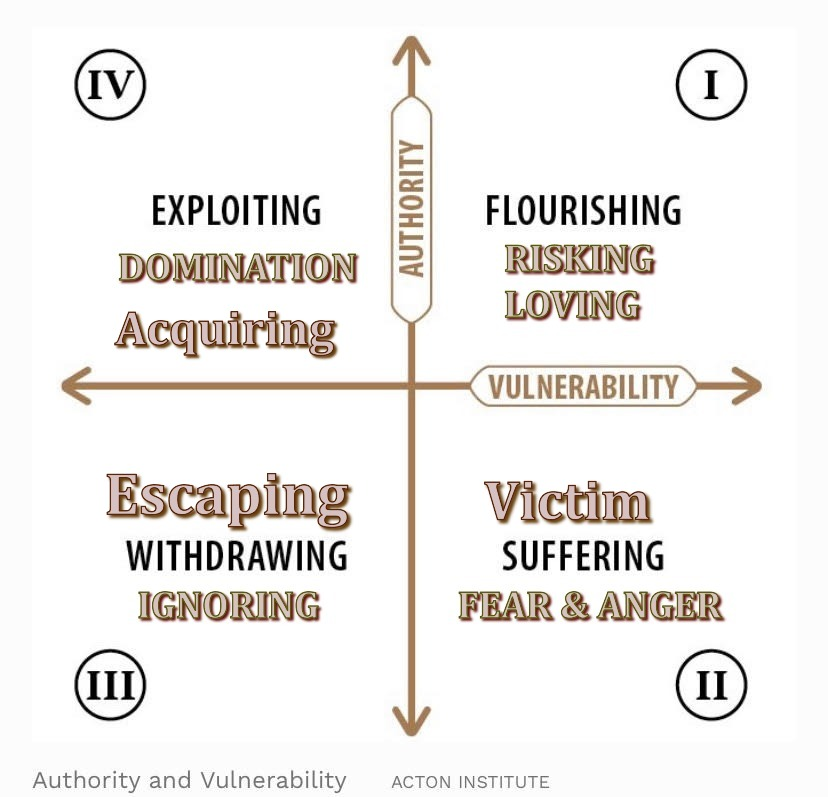 IV
I
AUTHORITY
EXPLOITING
DOMINATION
Acquiring
FLOURISHING
RISKING
LOVING
VULNERABILITY
Escaping
WITHDRAWING
IGNORING
Victim
SUFFERING
FEAR & ANGER
III
II
Authority and Vulnerability ACTON INSTITUTE